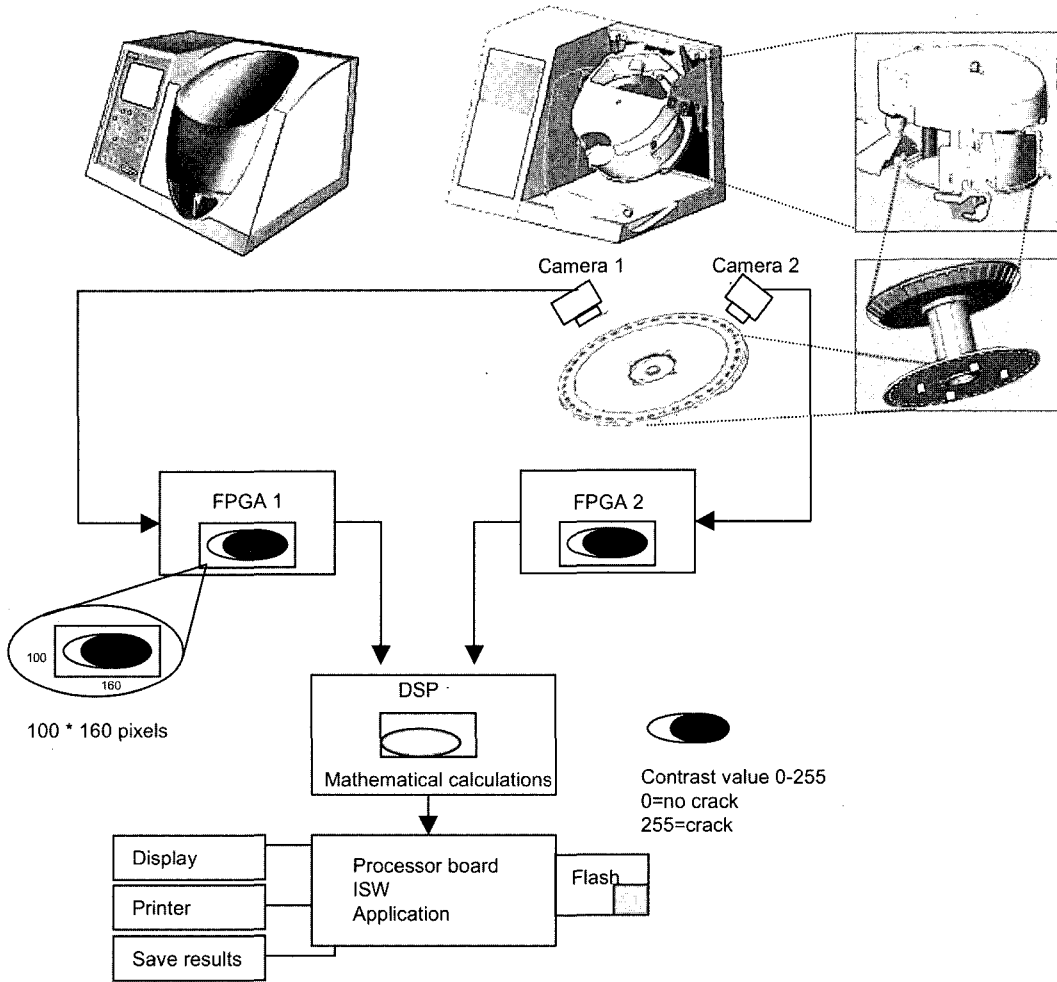 Camera 1
Camera 2
FPGA 1
FPGA 2
100
160
100 * 160 pixels
DSP
Mathematical calculations
Contrast value 0-255
0=no crack
255=crack
Display
Printer
Save results
Processor board
ISW
Application
Flash